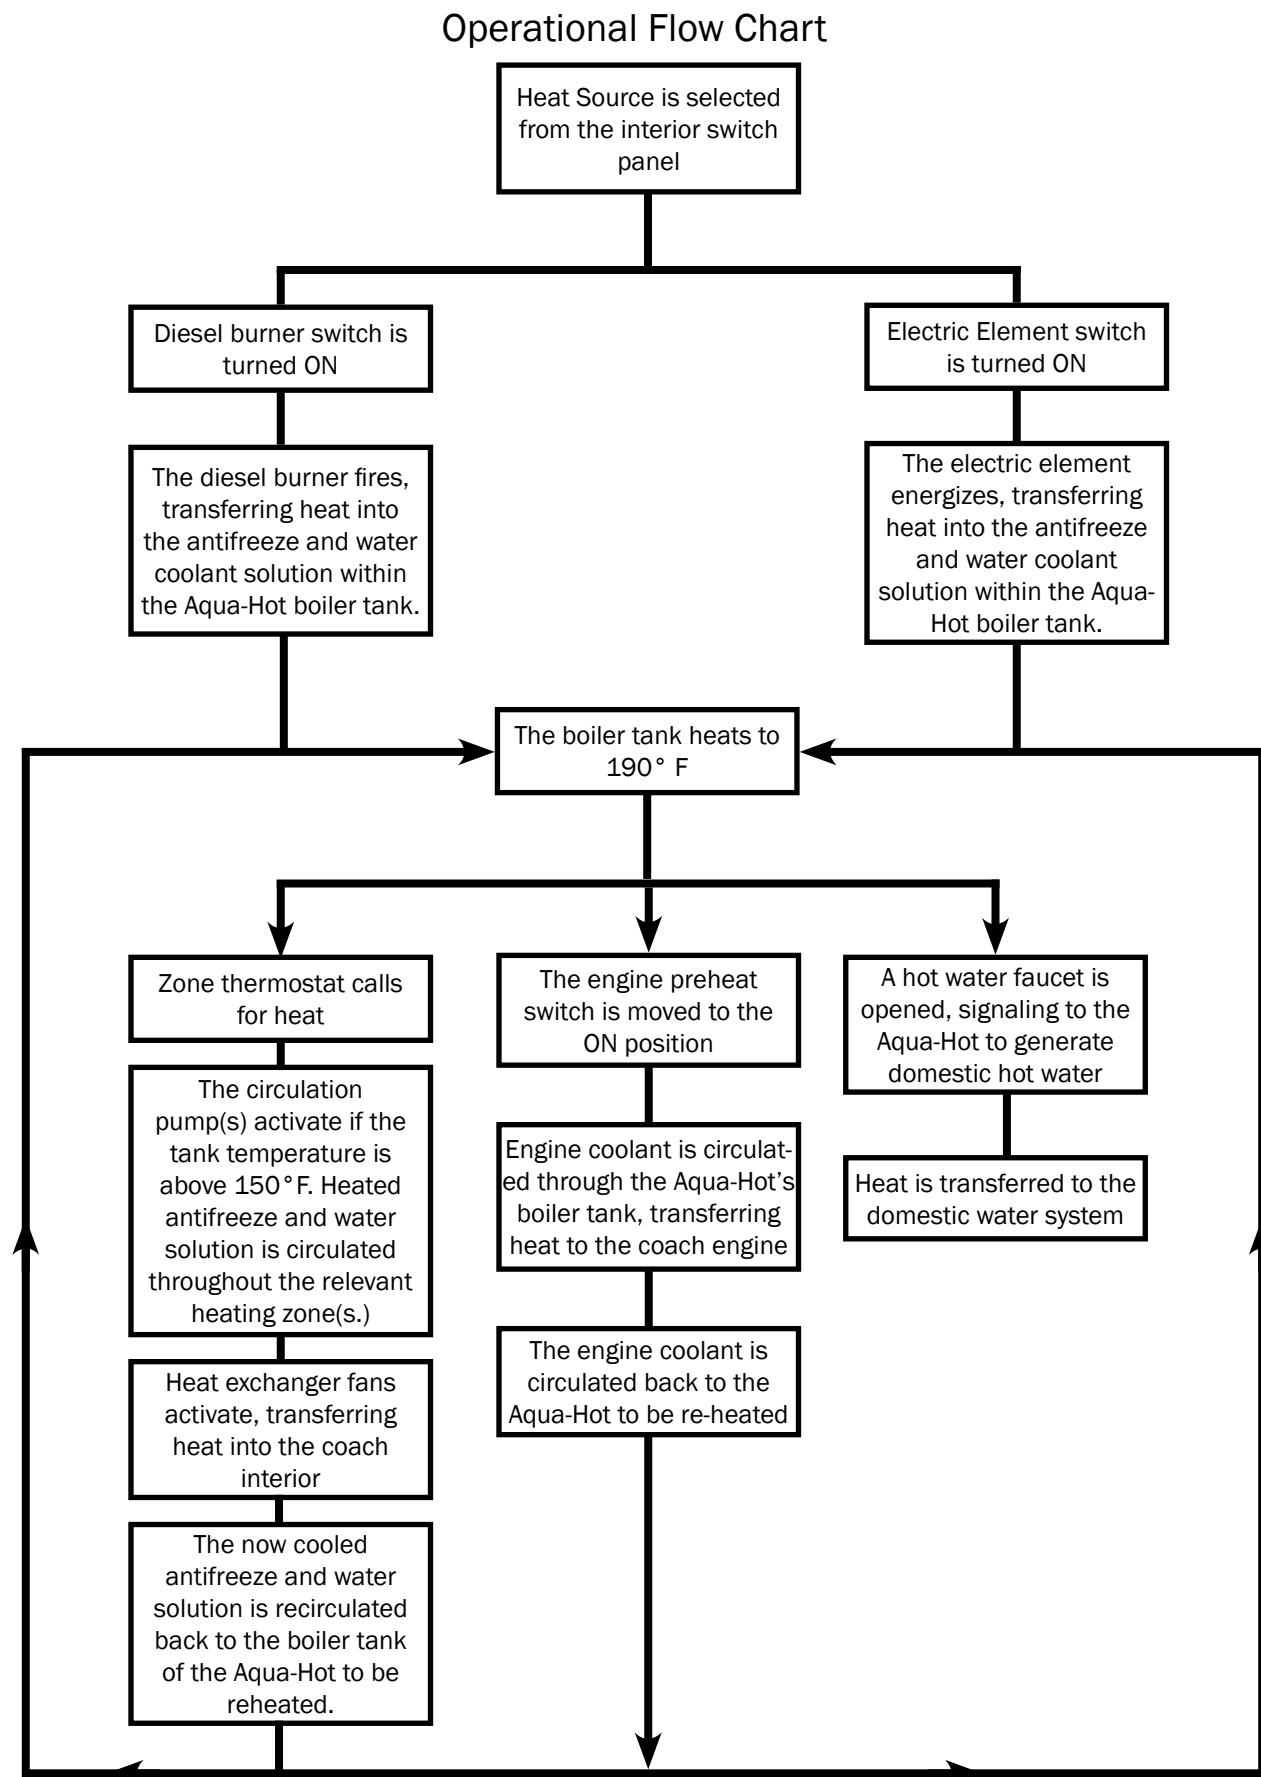 Operational Flow Chart
Heat Source is selected
from the interior switch
panel
Diesel burner switch is
turned ON
Electric Element switch
is turned ON
The diesel burner fires,
transferring heat into
the antifreeze and water
coolant solution within
the Aqua-Hot boiler tank.
The electric element
energizes, transferring
heat into the antifreeze
and water coolant
solution within the Aqua-
Hot boiler tank.
The boiler tank heats to
190° F
Zone thermostat calls
for heat
The circulation
pump(s) activate if the
tank temperature is
above 150°F. Heated
antifreeze and water
solution is circulated
throughout the relevant
heating zone(s.)
Heat exchanger fans
activate, transferring
heat into the coach
interior
The now cooled
antifreeze and water
solution is recirculated
back to the boiler tank
of the Aqua-Hot to be
reheated.
The engine preheat
switch is moved to the
ON position
Engine coolant is circulat-
ed through the Aqua-Hot's
boiler tank, transferring
heat to the coach engine
The engine coolant is
circulated back to the
Aqua-Hot to be re-heated
A hot water faucet is
opened, signaling to the
Aqua-Hot to generate
domestic hot water
Heat is transferred to the
domestic water system